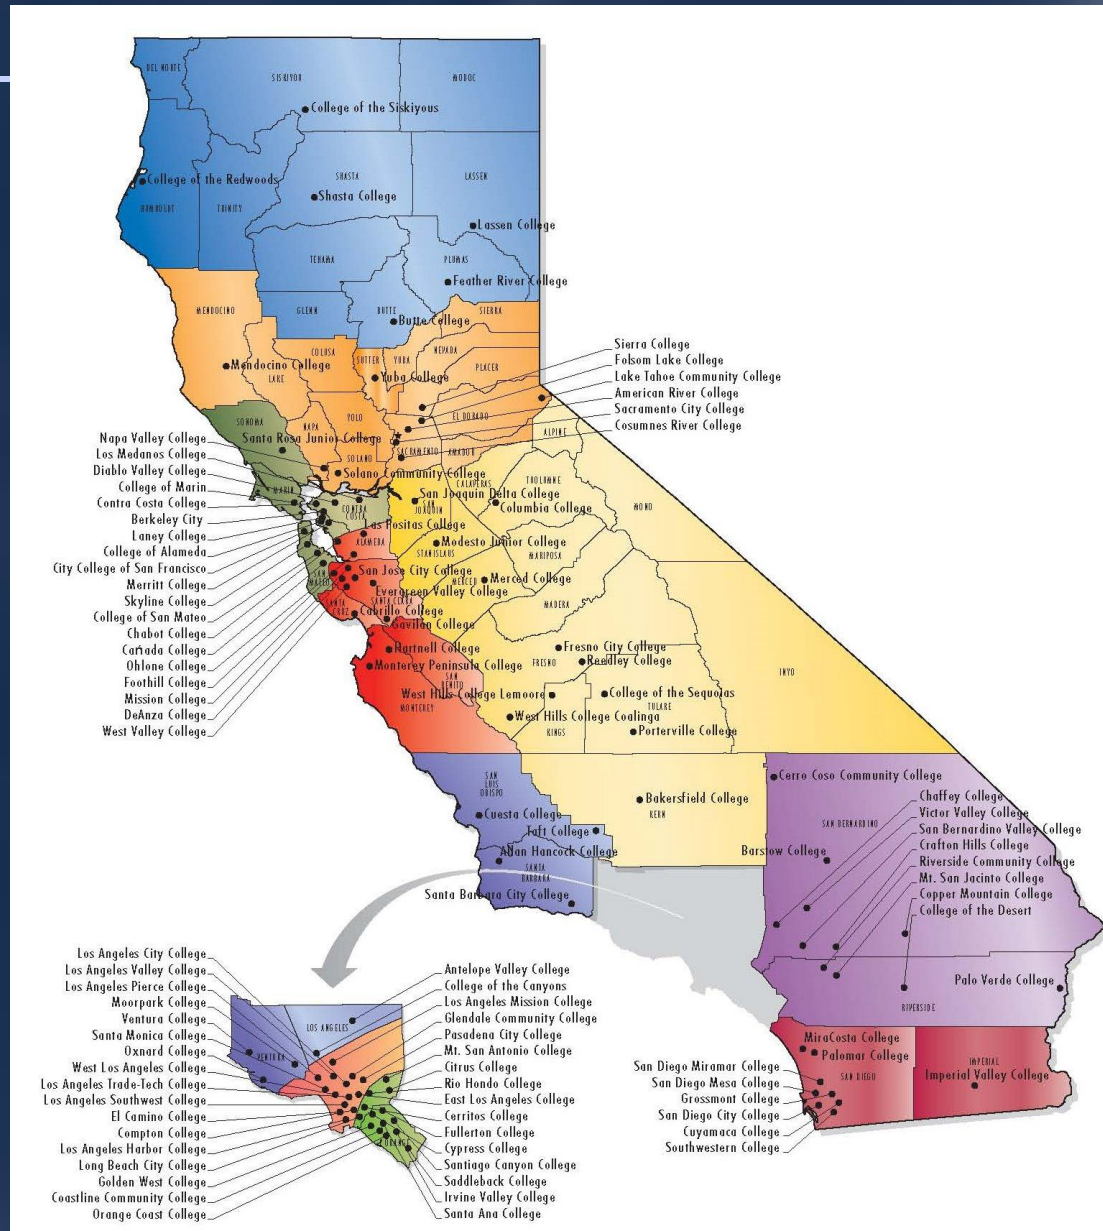 DEL NORTE
SISKIYOU
MODOC
College of the Siskiyous
College of the Redwoods
SHASTA
LASSEN
Shasta College
HUMBOLDT
TRINITY
Lassen College
TEHAMA
PLUMAS
Feather River College
MENDOCINO
GLENN
BUTTE
SIERRA
Butte College
Sierra College
COLUSA
SUTTER
YUBA
NEVADA
Folsom Lake College
Mendocino College
PLACER
LAKE
Yuba College
Lake Tahoe Community College
American River College
Sacramento City College
Cosumnes River College
SONOMA
NAPA
YOLO
EL DORADO
ALPINE
Santa Rosa Junior College
SACRAMENTO
AMADOR
SOLANO
Solano Community College
Napa Valley College
Los Medanos College
Diablo Valley College
College of Marin
Contra Costa College
Berkeley City
Laney College
College of Alameda
City College of San Francisco
Merritt College
Skyline College
College of San Mateo
Chabot College
Cañada College
Ohlone College
Foothill College
Mission College
DeAnza College
West Valley College
MARIN
CONTRA
COSTA
CALAVERAS
TUOLUMNE
MONO
San Joaquin Delta College
SAN
JOAQUIN
Columbia College
Las Positas College
ALAMEDA
STANISLAUS
Modesto Junior College
MARIPOSA
SAN
MATEO
San Jose City College
MERCED
Merced College
Evergreen Valley College
SANTA
CRUZ
SANTA CLARA
Cabrillo College
Gavilan College
MADERA
Hartnell College
Monterey Peninsula College
SAN
BENITO
MONTEREY
Fresno City College
FRESNO
Reedley College
INYO
West Hills College Lemoore
College of the Sequoias
TULARE
West Hills College Coalinga
KINGS
Porterville College
SAN
LUIS
OBISPO
Cuesta College
Taft College
Bakersfield College
KERN
Allan Hancock College
SANTA
BARBARA
Santa Barbara City College
Cerro Coso Community College
Chaffey College
Victor Valley College
SAN BERNARDINO
San Bernardino Valley College
Crafton Hills College
Barstow College
Riverside Community College
Mt. San Jacinto College
Copper Mountain College
College of the Desert
Palo Verde College
RIVERSIDE
MiraCosta College
Palomar College
SAN DIEGO
IMPERIAL
Imperial Valley College
San Diego Miramar College
San Diego Mesa College
Grossmont College
San Diego City College
Cuyamaca College
Southwestern College
Los Angeles City College
Los Angeles Valley College
Los Angeles Pierce College
Moorpark College
Ventura College
Santa Monica College
Oxnard College
West Los Angeles College
Los Angeles Trade-Tech College
Los Angeles Southwest College
El Camino College
Compton College
Los Angeles Harbor College
Long Beach City College
Golden West College
Coastline Community College
Orange Coast College
LOS ANGELES
VENTURA
ORANGE
Antelope Valley College
College of the Canyons
Los Angeles Mission College
Glendale Community College
Pasadena City College
Mt. San Antonio College
Citrus College
Rio Hondo College
East Los Angeles College
Cerritos College
Fullerton College
Cypress College
Santiago Canyon College
Saddleback College
Irvine Valley College
Santa Ana College